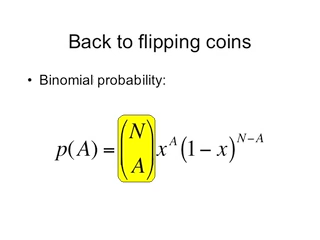 Back to flipping coins
• Binomial probability:
p(A) = (N A) x^A (1 − x)^{N−A}